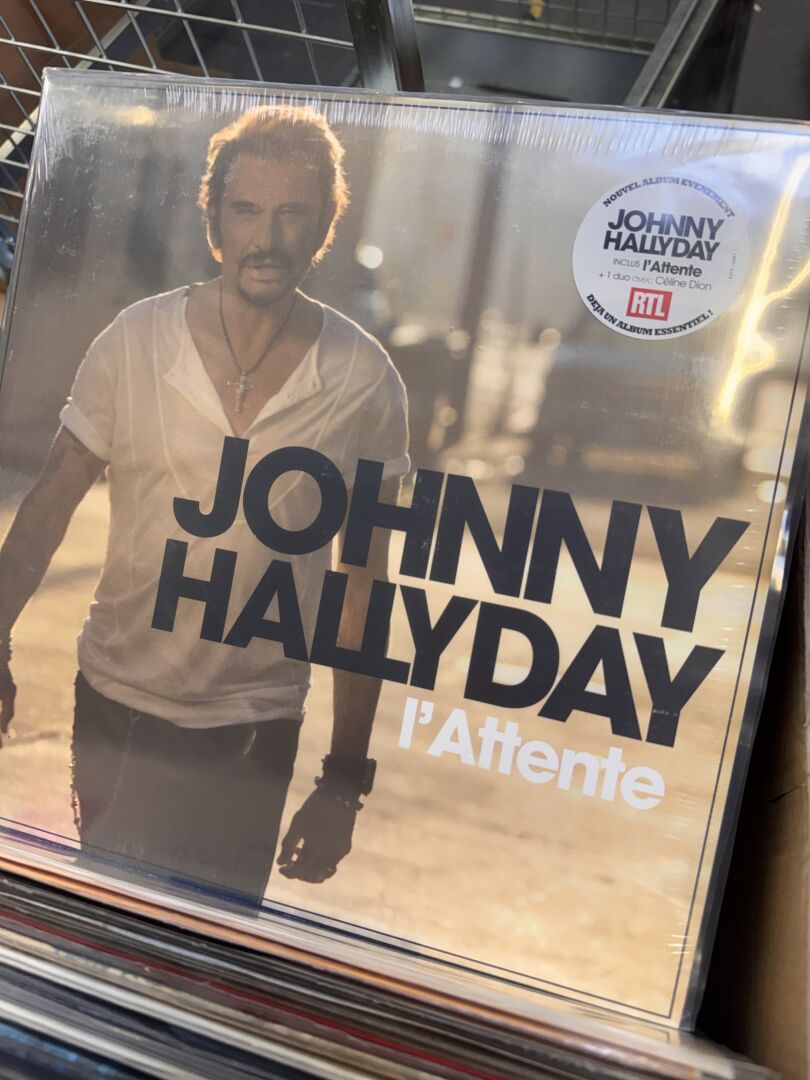 NOUVEL ALBUM EVENEMENT
JOHNNY
HALLYDAY
INCLUS l'Attente
+ 1 duo avec Céline Dion
RTL
DEJA UN ALBUM ESSENTIEL !
JOHNNY
HALLYDAY
l'Attente